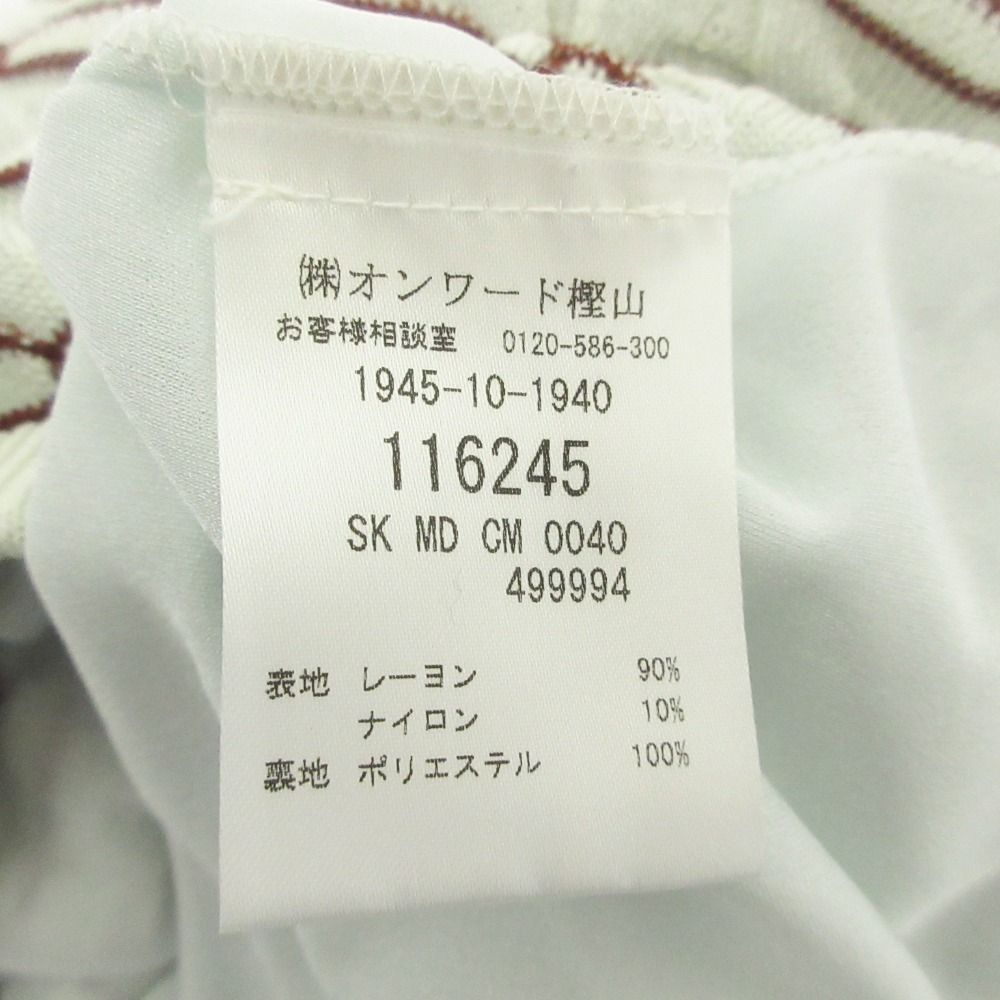 (株)オンワード樫山
お客様相談室 0120-586-300
1945-10-1940
116245
SK MD CM 0040
499994
表地 レーヨン 90%
ナイロン 10%
裏地 ポリエステル 100%